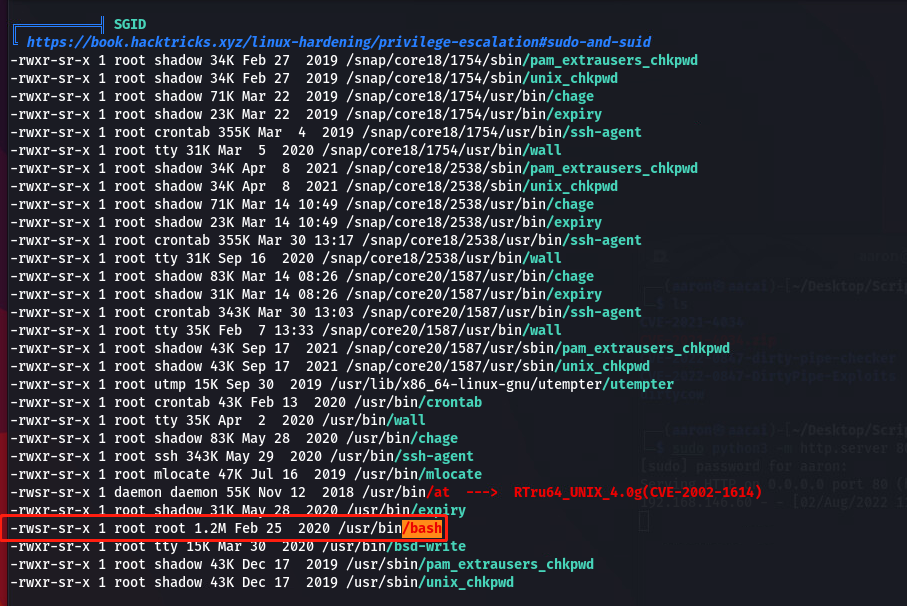 SGID
https://book.hacktricks.xyz/linux-hardening/privilege-escalation#sudo-and-suid
-rwxr-sr-x 1 root shadow 34K Feb 27  2019 /snap/core18/1754/sbin/pam_extrausers_chkpwd
-rwxr-sr-x 1 root shadow 34K Feb 27  2019 /snap/core18/1754/sbin/unix_chkpwd
-rwxr-sr-x 1 root shadow 71K Mar 22  2019 /snap/core18/1754/usr/bin/chage
-rwxr-sr-x 1 root shadow 23K Mar 22  2019 /snap/core18/1754/usr/bin/expiry
-rwxr-sr-x 1 root crontab 355K Mar  4  2019 /snap/core18/1754/usr/bin/ssh-agent
-rwxr-sr-x 1 root tty 31K Mar  5  2020 /snap/core18/1754/usr/bin/wall
-rwxr-sr-x 1 root shadow 34K Apr  8  2021 /snap/core18/2538/sbin/pam_extrausers_chkpwd
-rwxr-sr-x 1 root shadow 34K Apr  8  2021 /snap/core18/2538/sbin/unix_chkpwd
-rwxr-sr-x 1 root shadow 71K Mar 14 10:49 /snap/core18/2538/usr/bin/chage
-rwxr-sr-x 1 root shadow 23K Mar 14 10:49 /snap/core18/2538/usr/bin/expiry
-rwxr-sr-x 1 root crontab 355K Mar 30 13:17 /snap/core18/2538/usr/bin/ssh-agent
-rwxr-sr-x 1 root tty 31K Sep 16  2020 /snap/core18/2538/usr/bin/wall
-rwxr-sr-x 1 root shadow 83K Mar 14 08:26 /snap/core20/1587/usr/bin/chage
-rwxr-sr-x 1 root shadow 31K Mar 14 08:26 /snap/core20/1587/usr/bin/expiry
-rwxr-sr-x 1 root crontab 343K Mar 30 13:03 /snap/core20/1587/usr/bin/ssh-agent
-rwxr-sr-x 1 root tty 35K Feb  7 13:33 /snap/core20/1587/usr/bin/wall
-rwxr-sr-x 1 root shadow 43K Sep 17  2021 /snap/core20/1587/usr/sbin/pam_extrausers_chkpwd
-rwxr-sr-x 1 root shadow 43K Sep 17  2021 /snap/core20/1587/usr/sbin/unix_chkpwd
-rwxr-sr-x 1 root utmp 15K Sep 30  2019 /usr/lib/x86_64-linux-gnu/utempter/utempter
-rwxr-sr-x 1 root crontab 43K Feb 13  2020 /usr/bin/crontab
-rwxr-sr-x 1 root tty 35K Apr  2  2020 /usr/bin/wall
-rwxr-sr-x 1 root shadow 83K May 28  2020 /usr/bin/chage
-rwxr-sr-x 1 root ssh 343K May 29  2020 /usr/bin/ssh-agent
-rwxr-sr-x 1 root mlocate 47K Jul 16  2019 /usr/bin/mlocate
-rwsr-sr-x 1 daemon daemon 55K Nov 12  2018 /usr/bin/at  --->  RTru64_UNIX_4.0g(CVE-2002-1614)
-rwxr-sr-x 1 root shadow 31K May 28  2020 /usr/bin/expiry
-rwsr-sr-x 1 root root 1.2M Feb 25  2020 /usr/bin/bash
-rwxr-sr-x 1 root tty 15K Mar 30  2020 /usr/bin/bsd-write
-rwxr-sr-x 1 root shadow 43K Dec 17  2019 /usr/sbin/pam_extrausers_chkpwd
-rwxr-sr-x 1 root shadow 43K Dec 17  2019 /usr/sbin/unix_chkpwd